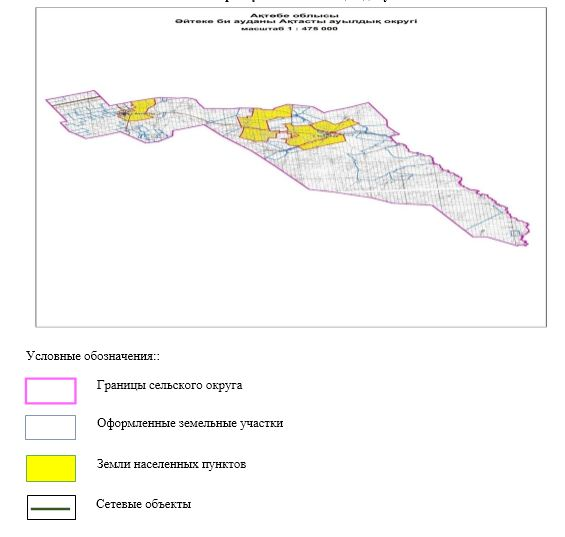 Ақтөбе облысы
Әйтеке би ауданы Ақтасты ауылдық округі
масштаб 1 : 475 000
Условные обозначения::
Границы сельского округа
Оформленные земельные участки
Земли населенных пунктов
Сетевые объекты